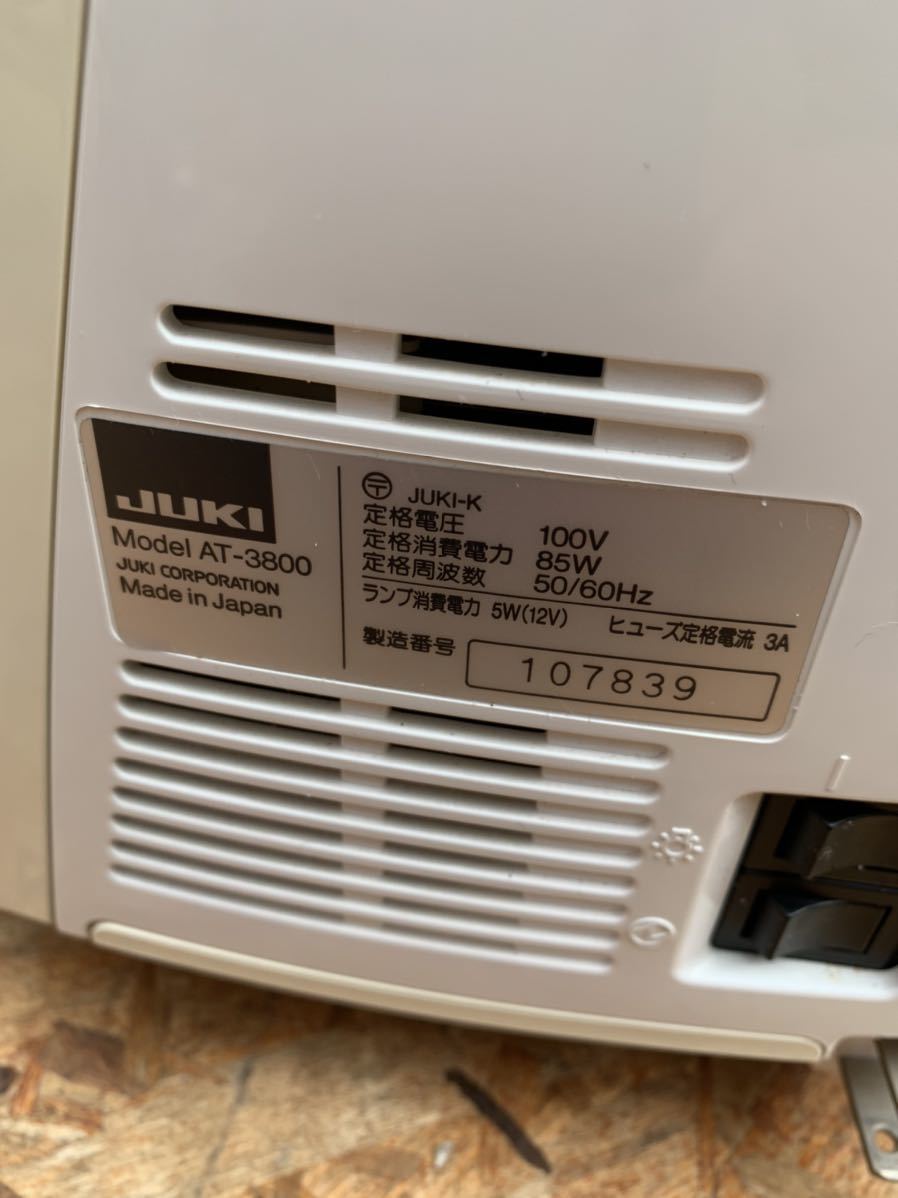 JUKI
Model AT-3800
JUKI CORPORATION
Made in Japan
〒 JUKI-K
定格電圧 100V
定格消費電力 85W
定格周波数 50/60Hz
ランプ消費電力 5W(12V) ヒューズ定格電流 3A
製造番号 107839